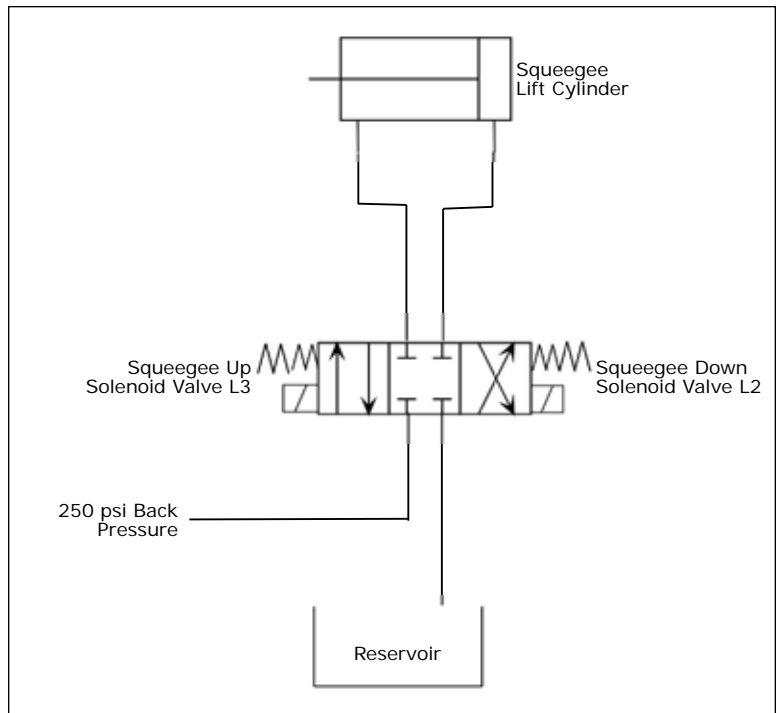 Squeegee
Lift Cylinder
Squeegee Up
Solenoid Valve L3
Squeegee Down
Solenoid Valve L2
250 psi Back
Pressure
Reservoir